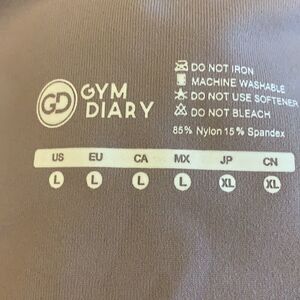 GD
GYM
DIARY
DO NOT IRON
MACHINE WASHABLE
DO NOT USE SOFTENER
DO NOT BLEACH
85% Nylon 15% Spandex
US EU CA MX JP CN
L L L L XL XL